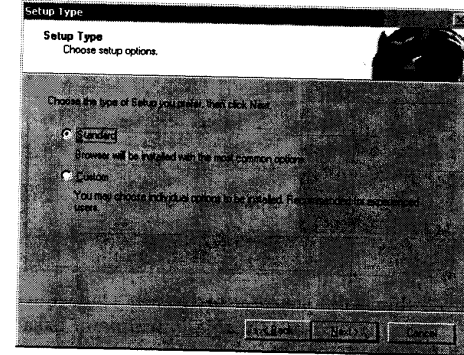 Setup Type
Setup Type
Choose setup options.
Choose the type of Setup you prefer, then click Next.
Standard
Browser will be installed with the most common options.
Custom
You may choose individual options to be installed. Recommended for experienced
users.
< Back
Next >
Cancel